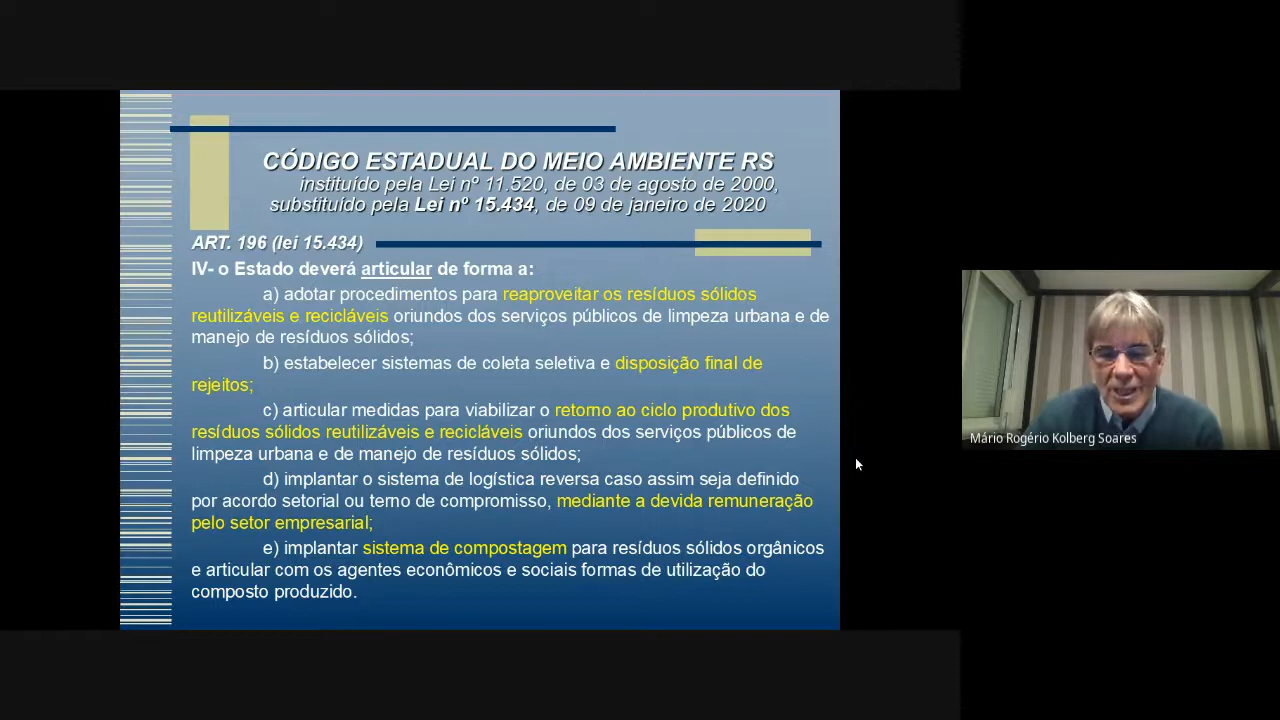 CÓDIGO ESTADUAL DO MEIO AMBIENTE RS
instituído pela Lei nº 11.520, de 03 de agosto de 2000,
substituído pela Lei nº 15.434, de 09 de janeiro de 2020
ART. 196 (lei 15.434)
IV- o Estado deverá articular de forma a:
a) adotar procedimentos para reaproveitar os resíduos sólidos
reutilizáveis e recicláveis oriundos dos serviços públicos de limpeza urbana e de
manejo de resíduos sólidos;
b) estabelecer sistemas de coleta seletiva e disposição final de
rejeitos;
c) articular medidas para viabilizar o retorno ao ciclo produtivo dos
resíduos sólidos reutilizáveis e recicláveis oriundos dos serviços públicos de
limpeza urbana e de manejo de resíduos sólidos;
d) implantar o sistema de logística reversa caso assim seja definido
por acordo setorial ou temo de compromisso, mediante a devida remuneração
pelo setor empresarial;
e) implantar sistema de compostagem para resíduos sólidos orgânicos
e articular com os agentes econômicos e sociais formas de utilização do
composto produzido.
Mário Rogério Kolberg Soares